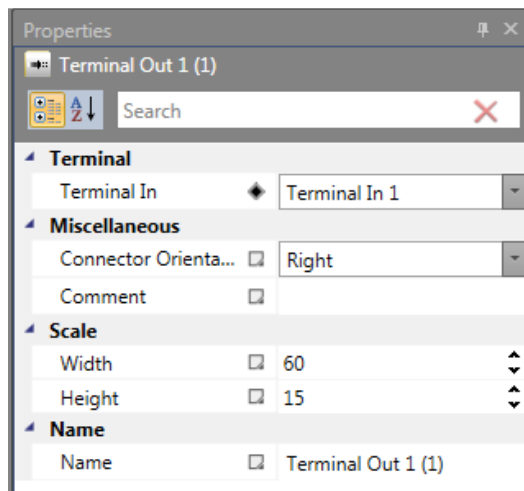 Properties
Terminal Out 1 (1)
A
Z
Search
Terminal
Terminal In Terminal In 1
Miscellaneous
Connector Orienta... Right
Comment
Scale
Width 60
Height 15
Name
Name Terminal Out 1 (1)